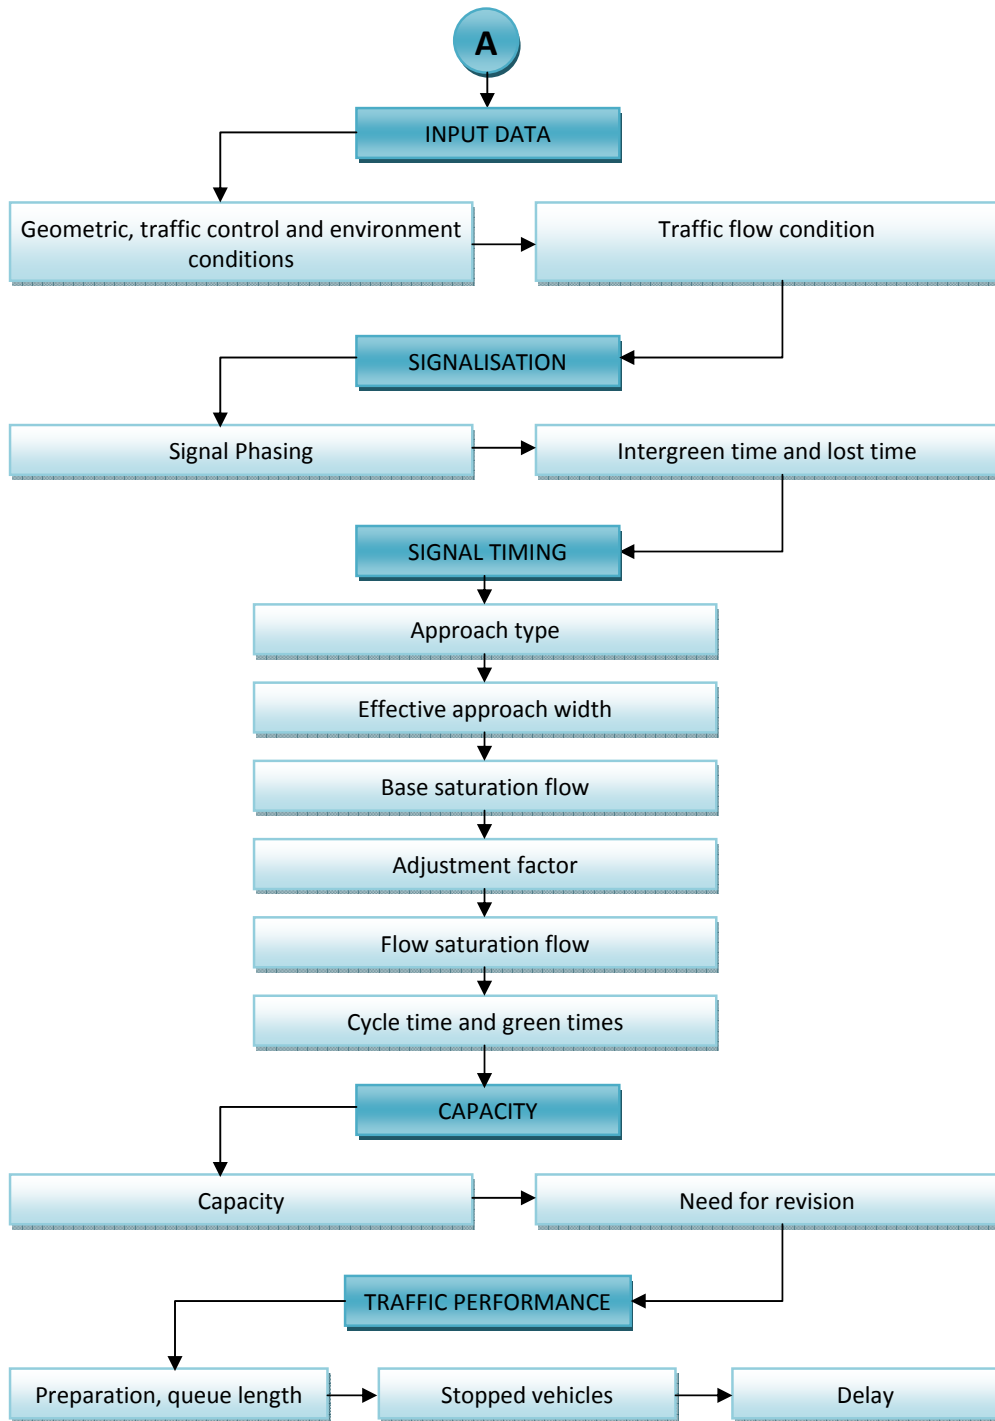 A
INPUT DATA
Geometric, traffic control and environment
conditions
Traffic flow condition
SIGNALISATION
Signal Phasing
Intergreen time and lost time
SIGNAL TIMING
Approach type
Effective approach width
Base saturation flow
Adjustment factor
Flow saturation flow
Cycle time and green times
CAPACITY
Capacity
Need for revision
TRAFFIC PERFORMANCE
Preparation, queue length
Stopped vehicles
Delay